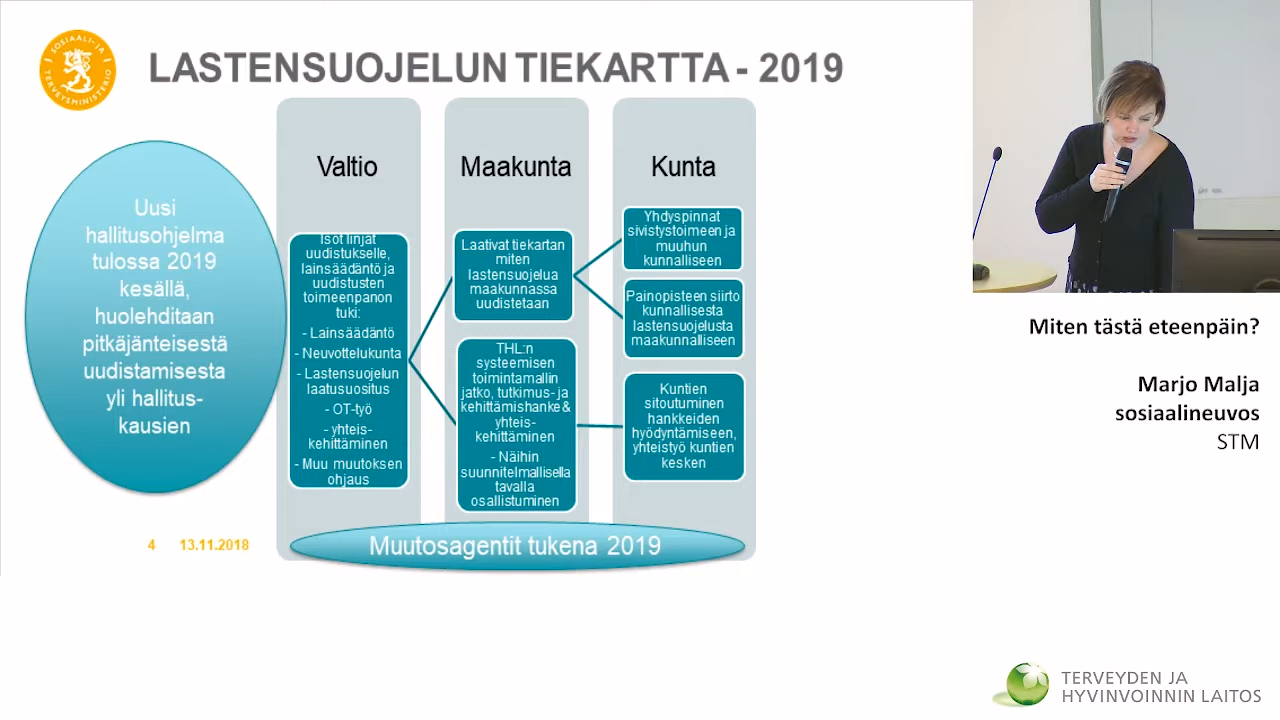 SOSIAALI- JA
TERVEYSMINISTERIÖ
LASTENSUOJELUN TIEKARTTA - 2019
Uusi
hallitusohjelma
tulossa 2019
kesällä,
huolehditaan
pitkäjänteisestä
uudistamisesta
yli hallitus-
kausien
Valtio
Isot linjat
uudistukselle,
lainsäädäntö ja
uudistusten
toimeenpanon
tuki:
- Lainsäädäntö
- Neuvottelukunta
- Lastensuojelun
laatusuositus
- OT-työ
- yhteis-
kehittäminen
- Muu muutoksen
ohjaus
Maakunta
Laativat tiekartan
miten
lastensuojelua
maakunnassa
uudistetaan
THL:n
systeemisen
toimintamallin
jatko, tutkimus- ja
kehittämishanke &
yhteis-
kehittäminen
- Näihin
suunnitelmallisella
tavalla
osallistuminen
Kunta
Yhdyspinnat
sivistystoimeen ja
muuhun
kunnalliseen
Painopisteen siirto
kunnallisesta
lastensuojelusta
maakunnalliseen
Kuntien
sitoutuminen
hankkeiden
hyödyntämiseen,
yhteistyö kuntien
kesken
Muutosagentit tukena 2019
4 13.11.2018
Miten tästä eteenpäin?
Marjo Malja
sosiaalineuvos
STM
TERVEYDEN JA
HYVINVOINNIN LAITOS